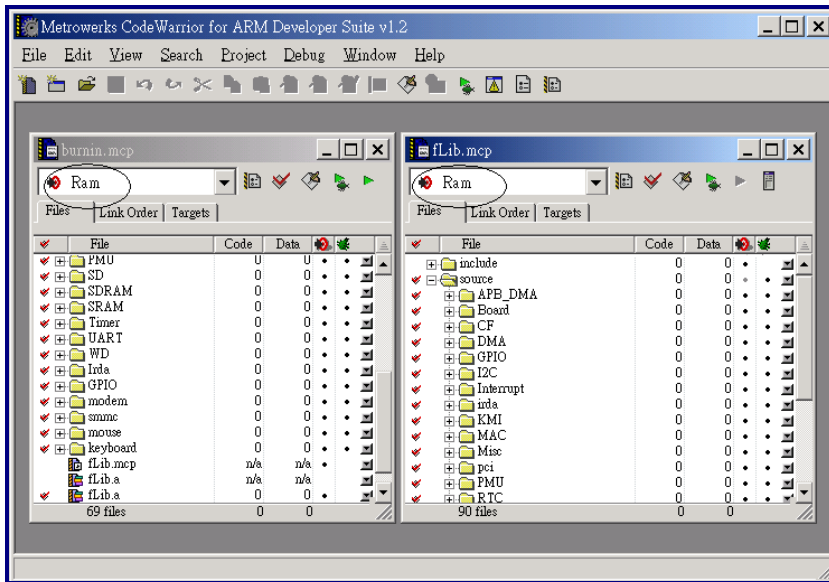 Metrowerks CodeWarrior for ARM Developer Suite v1.2
File Edit View Search Project Debug Window Help
burnin.mcp
Ram
Files Link Order Targets
File Code Data
PMU 0 0
SD 0 0
SDRAM 0 0
SRAM 0 0
Timer 0 0
UART 0 0
WD 0 0
Irda 0 0
GPIO 0 0
modem 0 0
smmc 0 0
mouse 0 0
keyboard 0 0
fLib.mcp n/a n/a
fLib.a n/a n/a
fLib.a 0 0
69 files 0 0
fLib.mcp
Ram
Files Link Order Targets
File Code Data
include 0 0
source 0 0
APB_DMA 0 0
Board 0 0
CF 0 0
DMA 0 0
GPIO 0 0
I2C 0 0
Interrupt 0 0
irda 0 0
KMI 0 0
MAC 0 0
Misc 0 0
pci 0 0
PMU 0 0
RTC 0 0
90 files 0 0